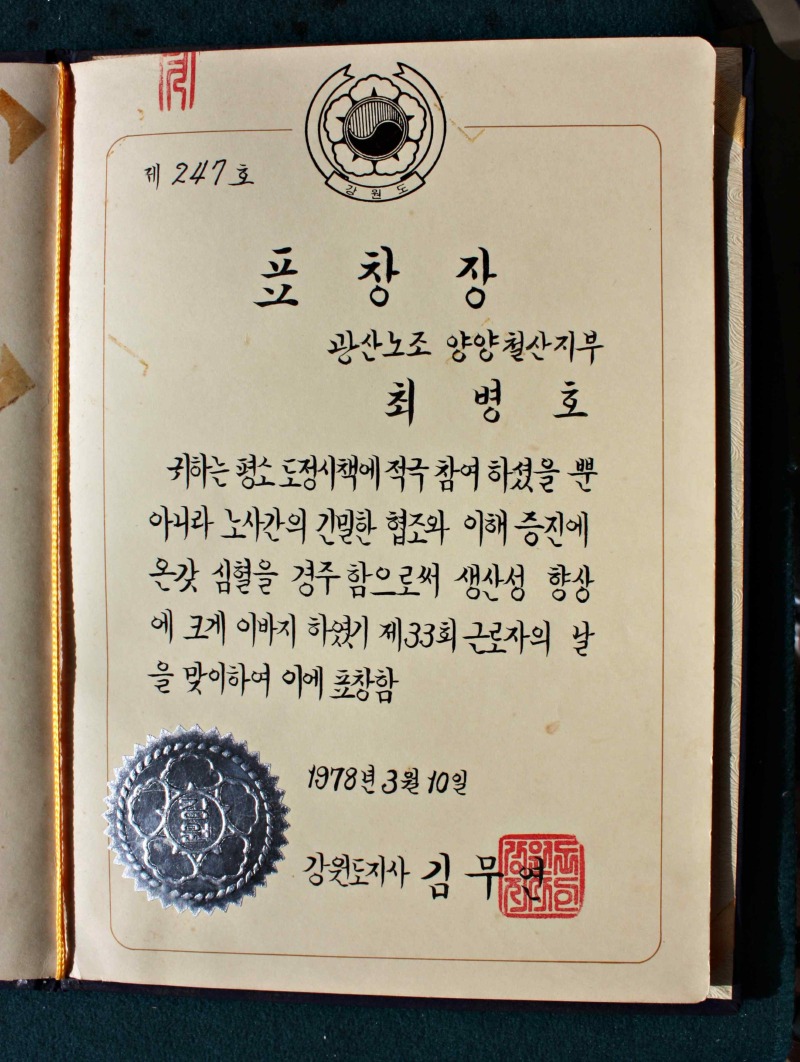 강원도
제 247호
표 창 장
광산노조 양양철산지부
최 병 호
귀하는 평소 도정시책에 적극 참여 하셨을 뿐
아니라 노사간의 긴밀한 협조와 이해 증진에
온갖 심혈을 경주 함으로써 생산성 향상
에 크게 이바지 하였기 제33회 근로자의 날
을 맞이하여 이에 표창함
1978년 3월 10일
강원도지사 김 무 연